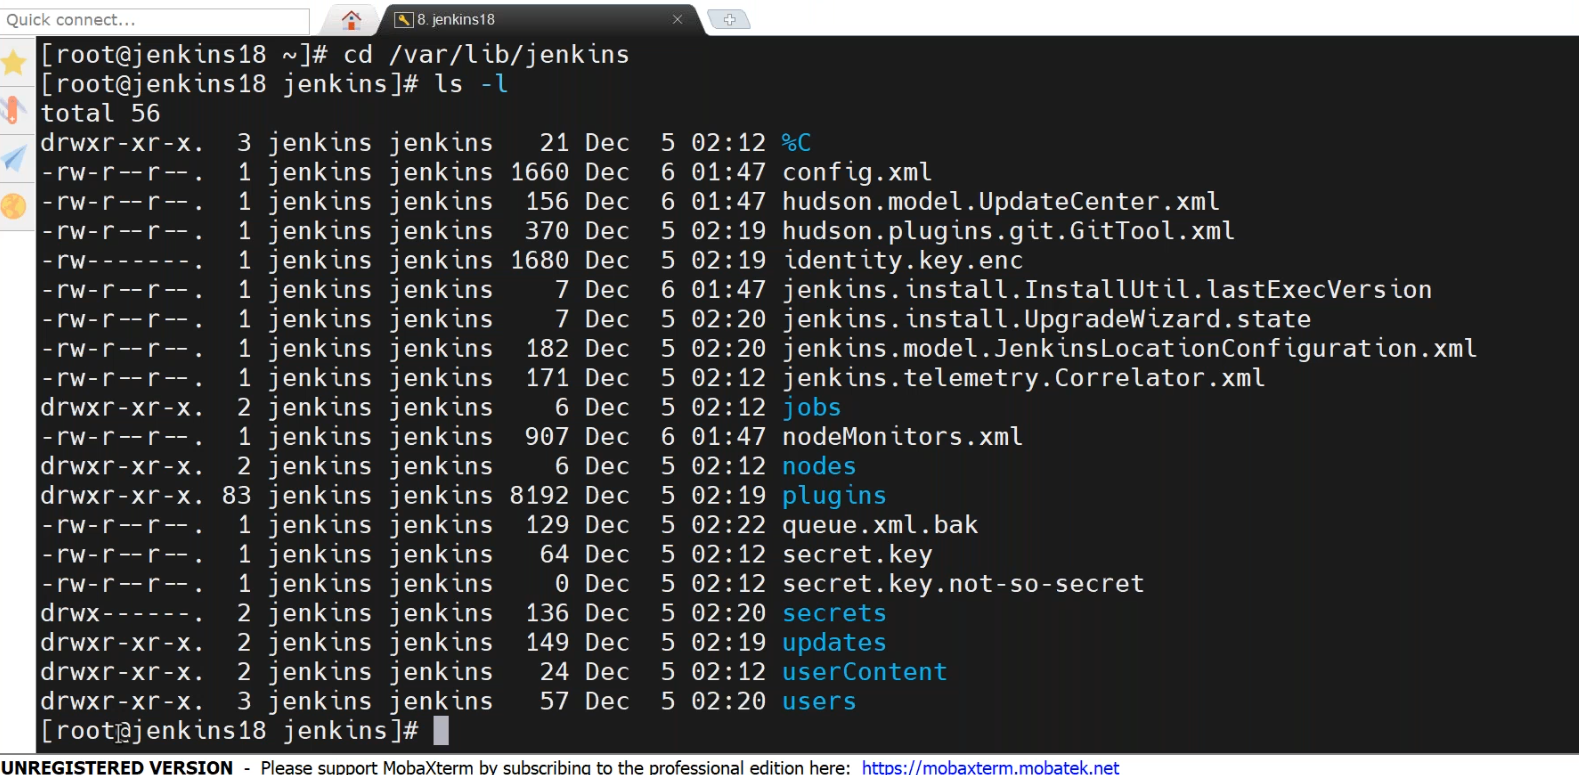 Quick connect...
8. jenkins18
[root@jenkins18 ~]# cd /var/lib/jenkins
[root@jenkins18 jenkins]# ls -l
total 56
drwxr-xr-x.  3 jenkins jenkins   21 Dec  5 02:12 %C
-rw-r--r--.  1 jenkins jenkins 1660 Dec  6 01:47 config.xml
-rw-r--r--.  1 jenkins jenkins  156 Dec  6 01:47 hudson.model.UpdateCenter.xml
-rw-r--r--.  1 jenkins jenkins  370 Dec  5 02:19 hudson.plugins.git.GitTool.xml
-rw-------.  1 jenkins jenkins 1680 Dec  5 02:19 identity.key.enc
-rw-r--r--.  1 jenkins jenkins    7 Dec  6 01:47 jenkins.install.InstallUtil.lastExecVersion
-rw-r--r--.  1 jenkins jenkins    7 Dec  5 02:20 jenkins.install.UpgradeWizard.state
-rw-r--r--.  1 jenkins jenkins  182 Dec  5 02:20 jenkins.model.JenkinsLocationConfiguration.xml
-rw-r--r--.  1 jenkins jenkins  171 Dec  5 02:12 jenkins.telemetry.Correlator.xml
drwxr-xr-x.  2 jenkins jenkins    6 Dec  5 02:12 jobs
-rw-r--r--.  1 jenkins jenkins  907 Dec  6 01:47 nodeMonitors.xml
drwxr-xr-x.  2 jenkins jenkins    6 Dec  5 02:12 nodes
drwxr-xr-x. 83 jenkins jenkins 8192 Dec  5 02:19 plugins
-rw-r--r--.  1 jenkins jenkins  129 Dec  5 02:22 queue.xml.bak
-rw-r--r--.  1 jenkins jenkins   64 Dec  5 02:12 secret.key
-rw-r--r--.  1 jenkins jenkins    0 Dec  5 02:12 secret.key.not-so-secret
drwx------.  2 jenkins jenkins  136 Dec  5 02:20 secrets
drwxr-xr-x.  2 jenkins jenkins  149 Dec  5 02:19 updates
drwxr-xr-x.  2 jenkins jenkins   24 Dec  5 02:12 userContent
drwxr-xr-x.  3 jenkins jenkins   57 Dec  5 02:20 users
[root@jenkins18 jenkins]#
UNREGISTERED VERSION - Please support MobaXterm by subscribing to the professional edition here: https://mobaxterm.mobatek.net